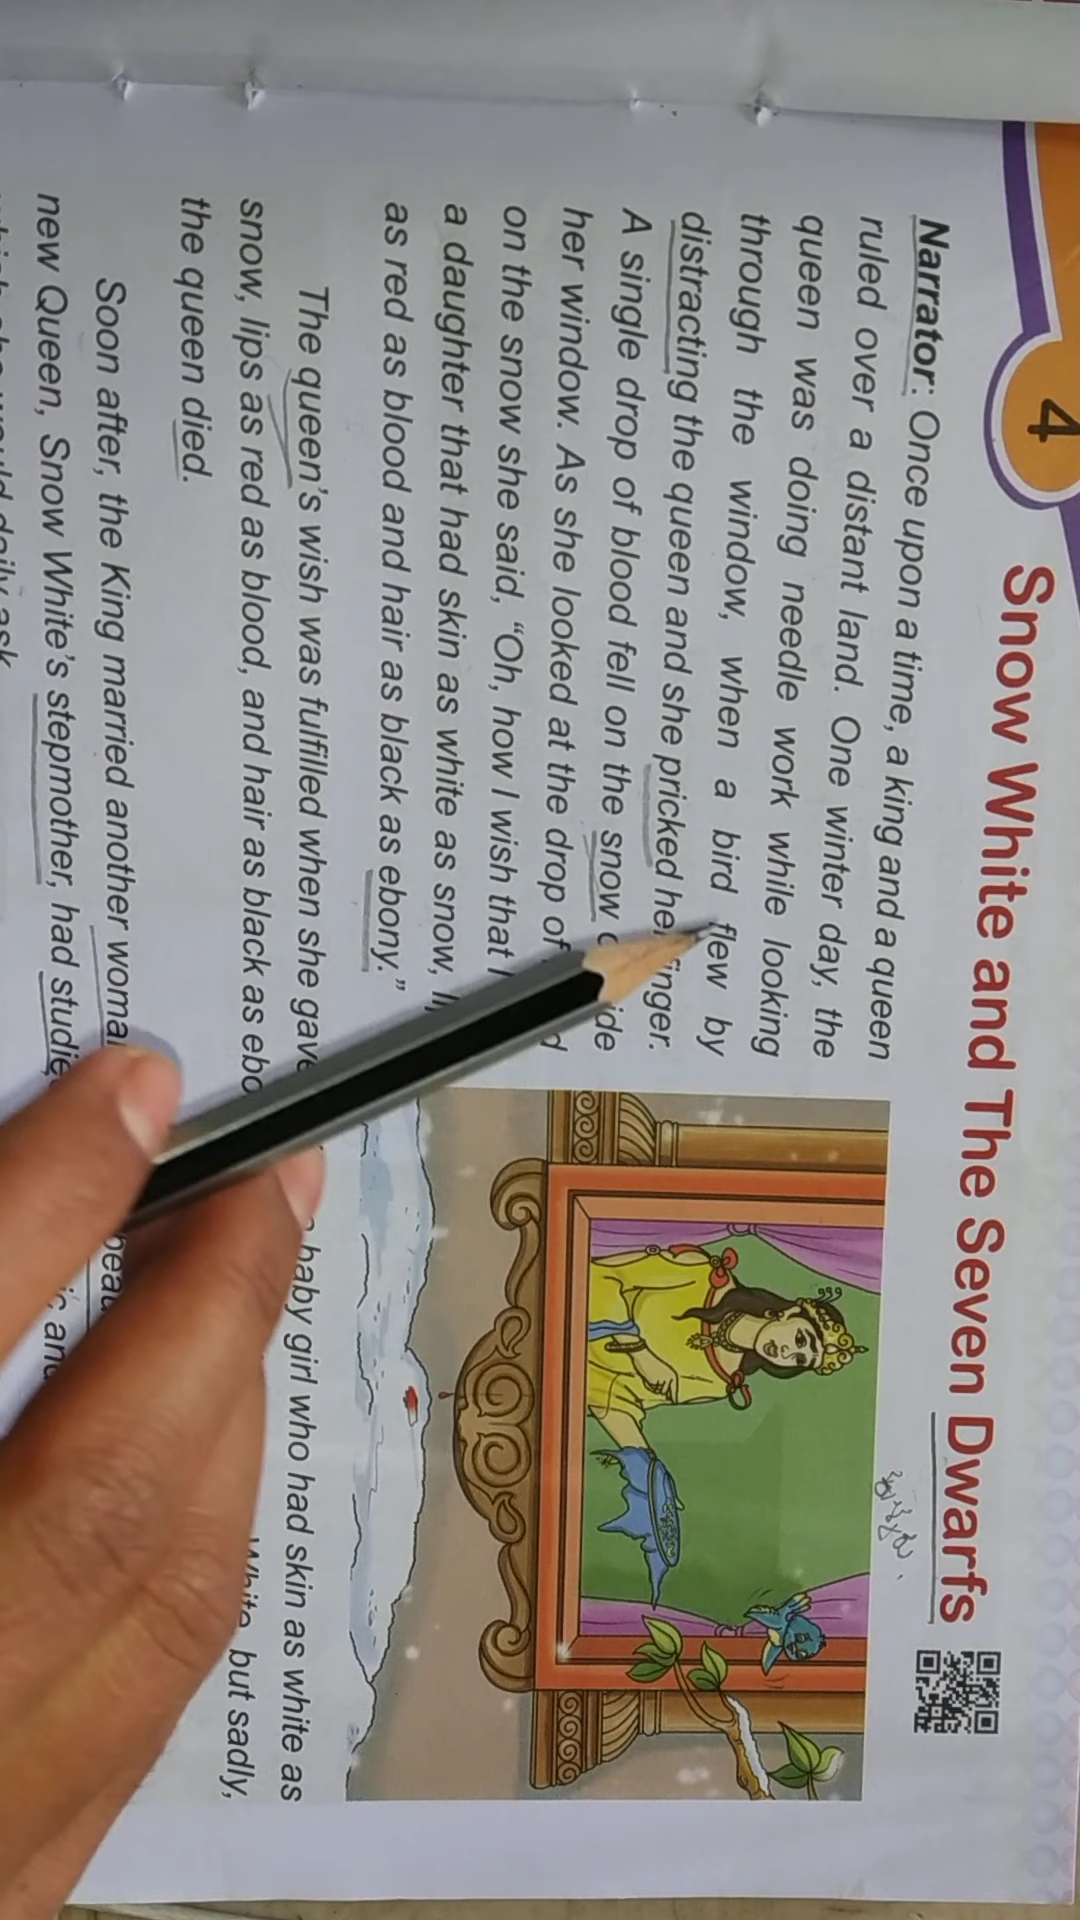 4
Snow White and The Seven Dwarfs
Narrator: Once upon a time, a king and a queen
ruled over a distant land. One winter day, the
queen was doing needle work while looking
through the window, when a bird flew by
distracting the queen and she pricked her finger.
A single drop of blood fell on the snow
her window. As she looked at the drop of
on the snow she said, “Oh, how I wish that I
a daughter that had skin as white as snow,
as red as blood and hair as black as ebony.”
The queen’s wish was fulfilled when she gave baby girl who had skin as white as
snow, lips as red as blood, and hair as black as White, but sadly,
the queen died.
Soon after, the King married another
new Queen, Snow White’s stepmother, had and
daily ask